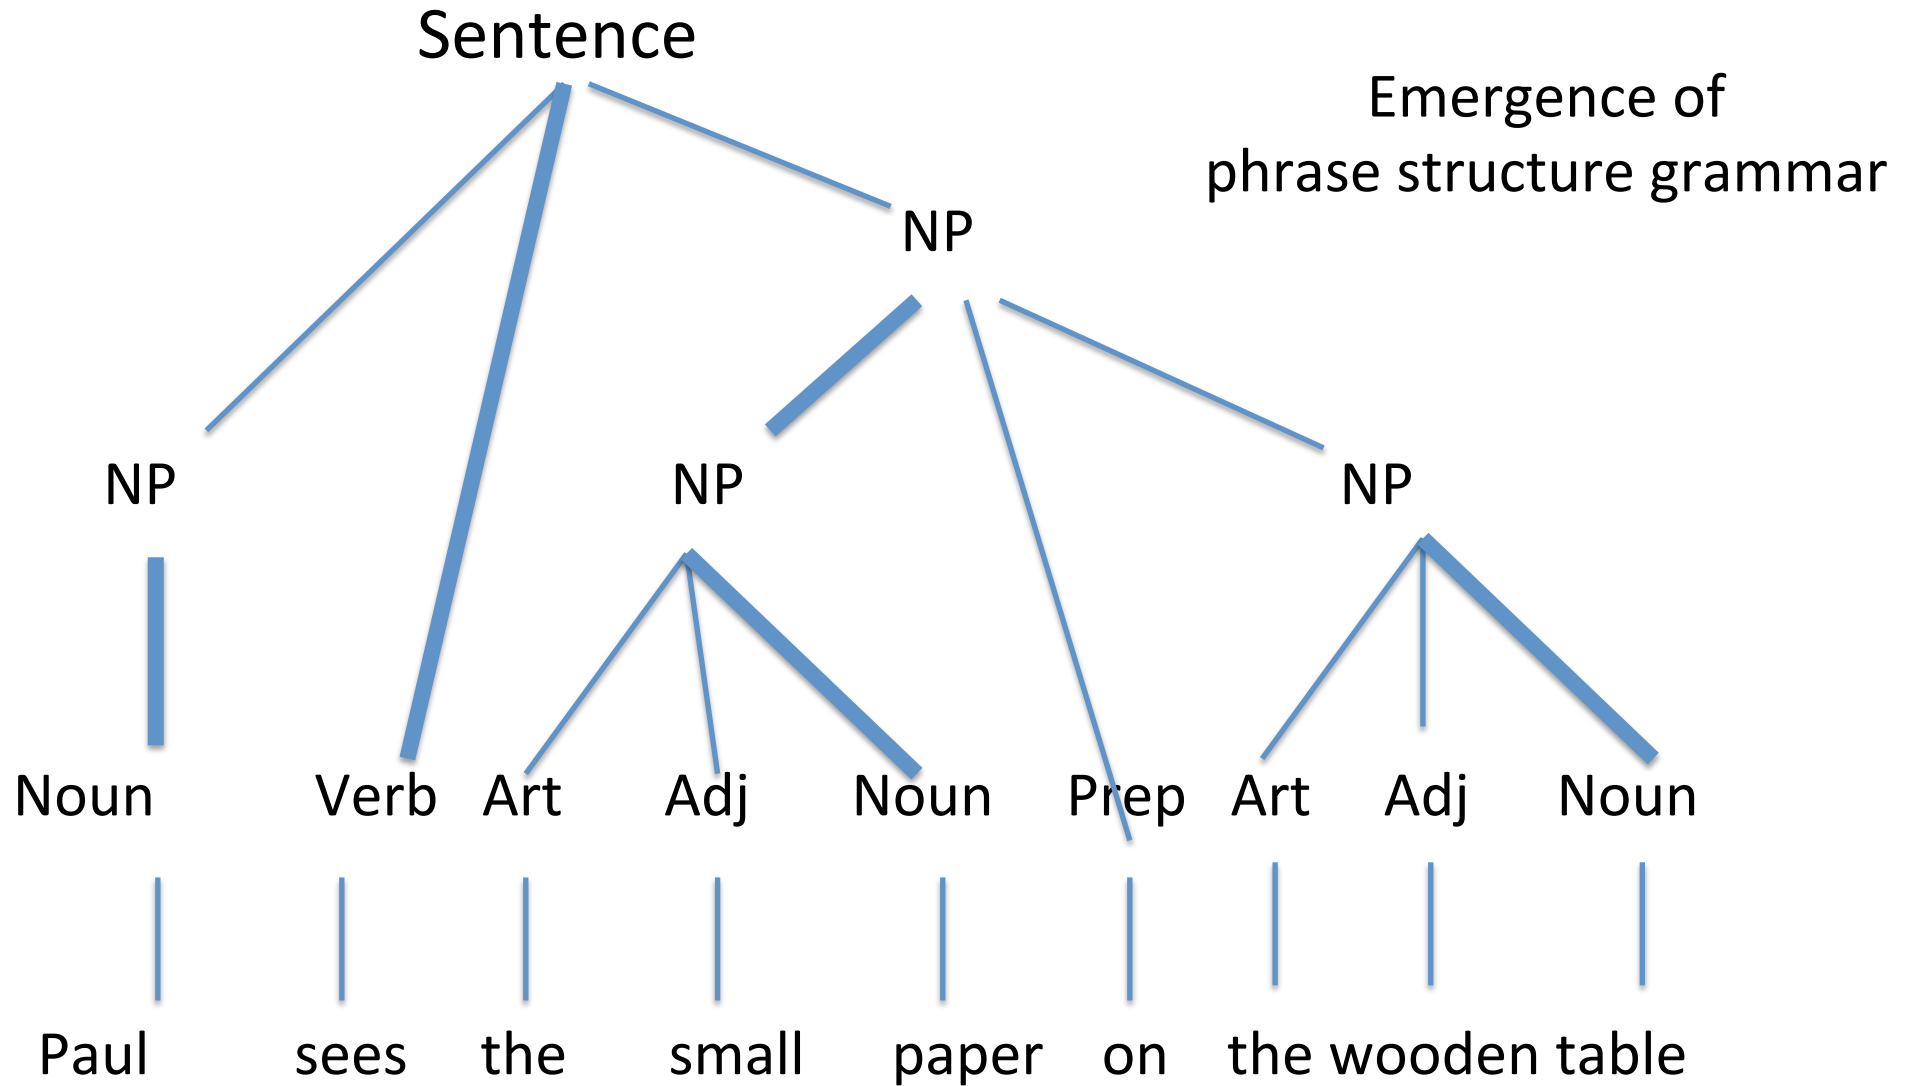 Sentence
Emergence of
phrase structure grammar
NP
NP NP NP
Noun Verb Art Adj Noun Prep Art Adj Noun
Paul sees the small paper on the wooden table